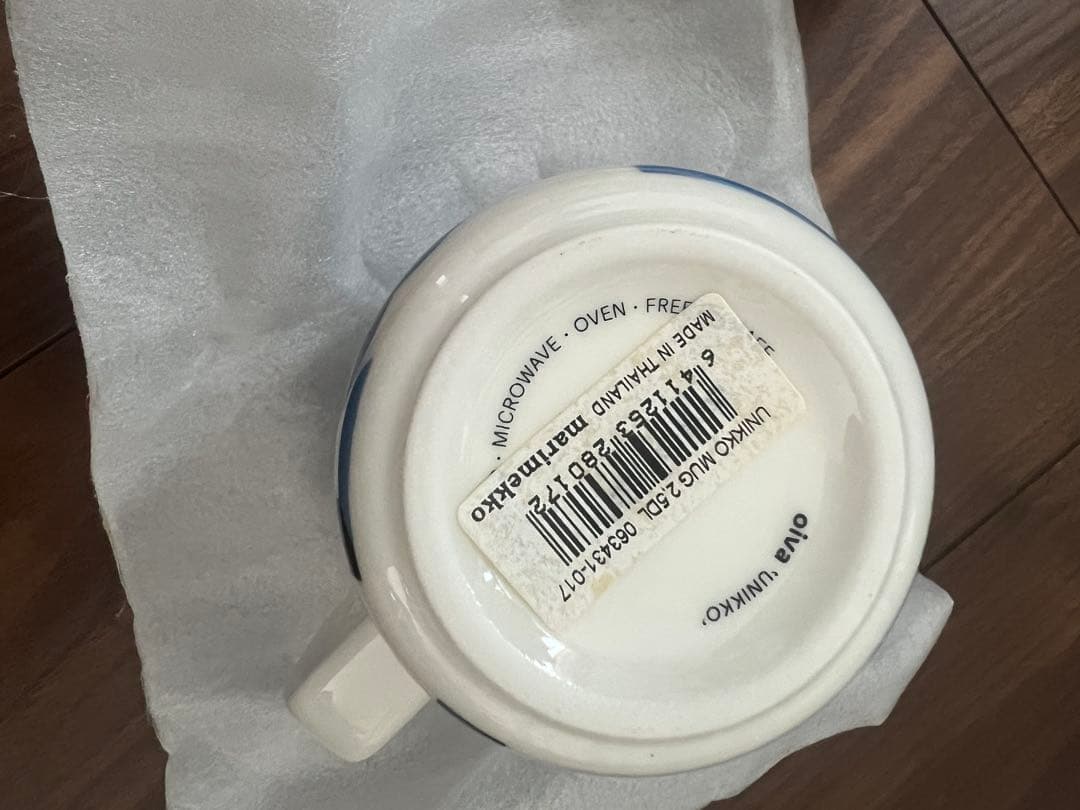 · MICROWAVE · OVEN · FREE
MADE IN THAILAND marimekko
6 411253 280172
UNIKKO MUG 2,5DL 063431-017
oiva 'UNIKKO'